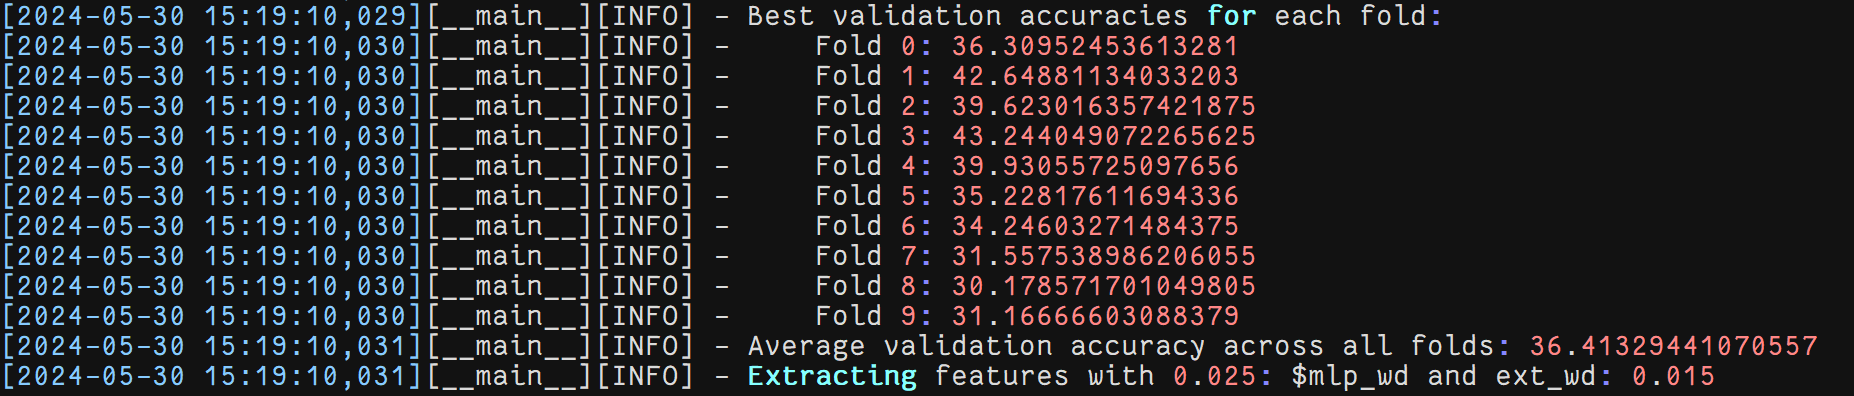 [2024-05-30 15:19:10,029][__main__][INFO] - Best validation accuracies for each fold:
[2024-05-30 15:19:10,030][__main__][INFO] -     Fold 0: 36.30952453613281
[2024-05-30 15:19:10,030][__main__][INFO] -     Fold 1: 42.64881134033203
[2024-05-30 15:19:10,030][__main__][INFO] -     Fold 2: 39.623016357421875
[2024-05-30 15:19:10,030][__main__][INFO] -     Fold 3: 43.244049072265625
[2024-05-30 15:19:10,030][__main__][INFO] -     Fold 4: 39.93055725097656
[2024-05-30 15:19:10,030][__main__][INFO] -     Fold 5: 35.22817611694336
[2024-05-30 15:19:10,030][__main__][INFO] -     Fold 6: 34.24603271484375
[2024-05-30 15:19:10,030][__main__][INFO] -     Fold 7: 31.557538986206055
[2024-05-30 15:19:10,030][__main__][INFO] -     Fold 8: 30.178571701049805
[2024-05-30 15:19:10,030][__main__][INFO] -     Fold 9: 31.16666603088379
[2024-05-30 15:19:10,031][__main__][INFO] - Average validation accuracy across all folds: 36.41329441070557
[2024-05-30 15:19:10,031][__main__][INFO] - Extracting features with 0.025: $mlp_wd and ext_wd: 0.015